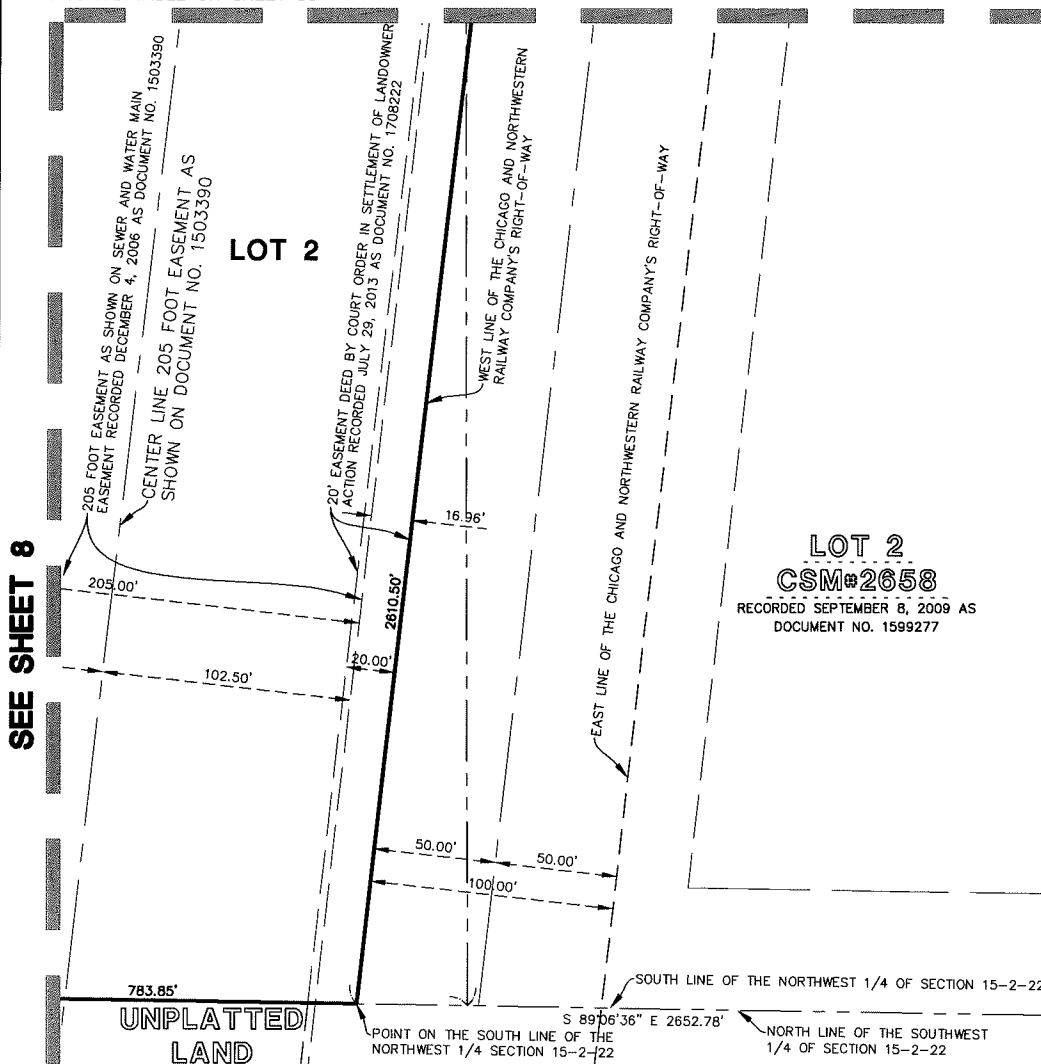 205 FOOT EASEMENT AS SHOWN ON SEWER AND WATER MAIN
EASEMENT RECORDED DECEMBER 4, 2006 AS DOCUMENT NO. 1503390
CENTER LINE 205 FOOT EASEMENT AS
SHOWN ON DOCUMENT NO. 1503390
LOT 2
20' EASEMENT DEED BY COURT ORDER IN SETTLEMENT OF LANDOWNER
ACTION RECORDED JULY 29, 2013 AS DOCUMENT NO. 1708222
WEST LINE OF THE CHICAGO AND NORTHWESTERN
RAILWAY COMPANY'S RIGHT-OF-WAY
EAST LINE OF THE CHICAGO AND NORTHWESTERN RAILWAY COMPANY'S RIGHT-OF-WAY
16.96'
SEE SHEET 8
LOT 2
CSM#2658
RECORDED SEPTEMBER 8, 2009 AS
DOCUMENT NO. 1599277
205.00'
2610.50'
20.00'
102.50'
50.00'
50.00'
100.00'
783.85'
UNPLATTED
LAND
POINT ON THE SOUTH LINE OF THE
NORTHWEST 1/4 SECTION 15-2-22
S 89°06'36" E 2652.78'
SOUTH LINE OF THE NORTHWEST 1/4 OF SECTION 15-2-22
NORTH LINE OF THE SOUTHWEST
1/4 OF SECTION 15-2-22